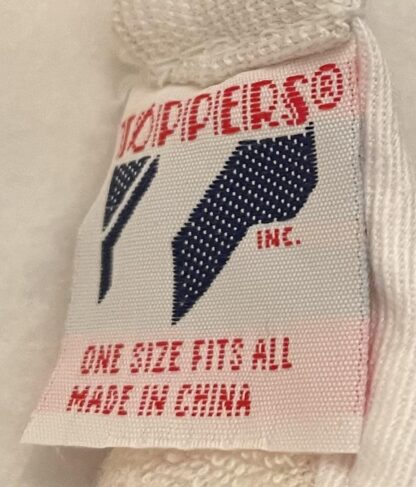 TOPPERS®
INC.
ONE SIZE FITS ALL
MADE IN CHINA